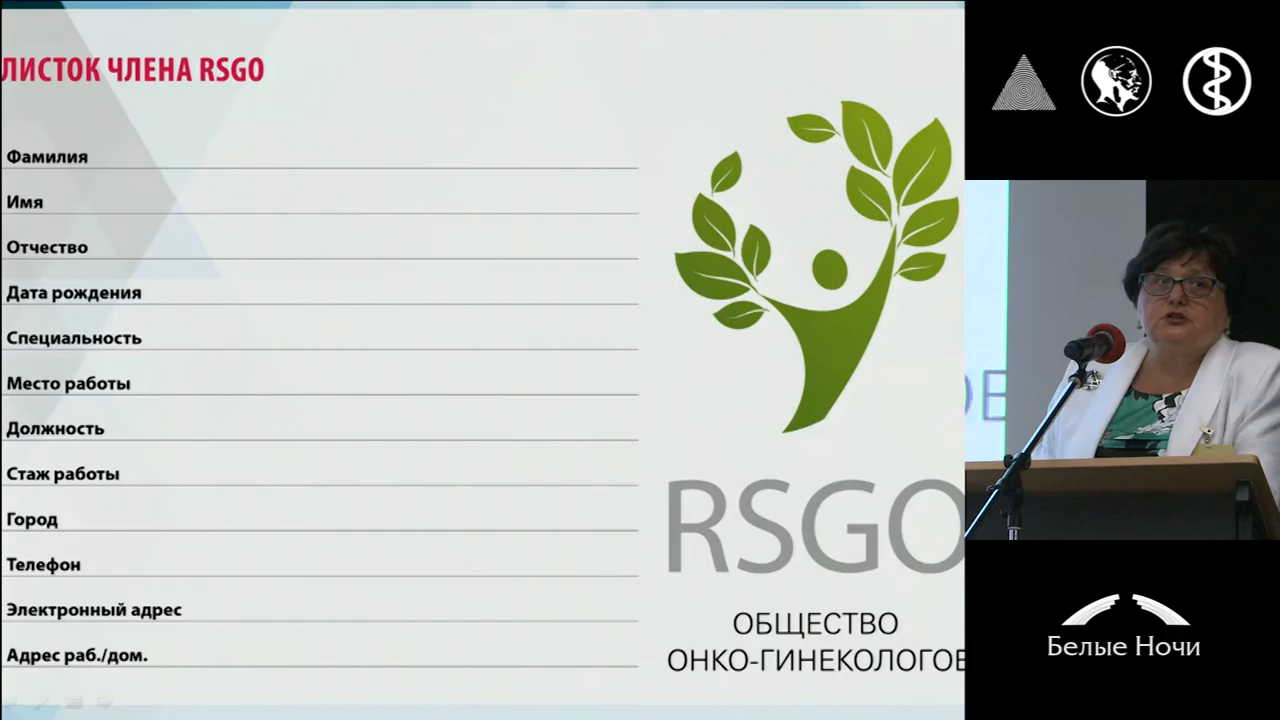 ЛИСТОК ЧЛЕНА RSGO
Фамилия
Имя
Отчество
Дата рождения
Специальность
Место работы
Должность
Стаж работы
Город
Телефон
Электронный адрес
Адрес раб./дом.
RSGO
ОБЩЕСТВО
ОНКО-ГИНЕКОЛОГОВ
ОВ
Белые Ночи